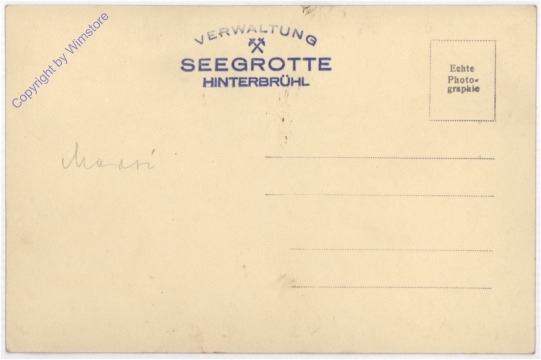 VERWALTUNG
SEEGROTTE
HINTERBRÜHL
Echte
Photo-
graphie
Copyright by Wimstore